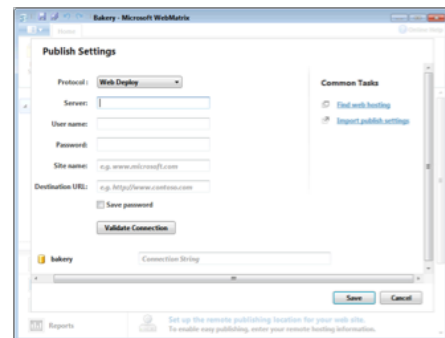 Bakery - Microsoft WebMatrix
Publish Settings
Protocol:
Web Deploy
Common Tasks
Server:
Find web hosting
User name:
Import publish settings
Password:
Site name:
e.g. www.microsoft.com
Destination URL:
e.g. http://www.contoso.com
Save password
Validate Connection
bakery
Connection String
Save
Cancel
Reports
Set up the remote publishing location for your web site.
To enable easy publishing, enter your remote hosting information.